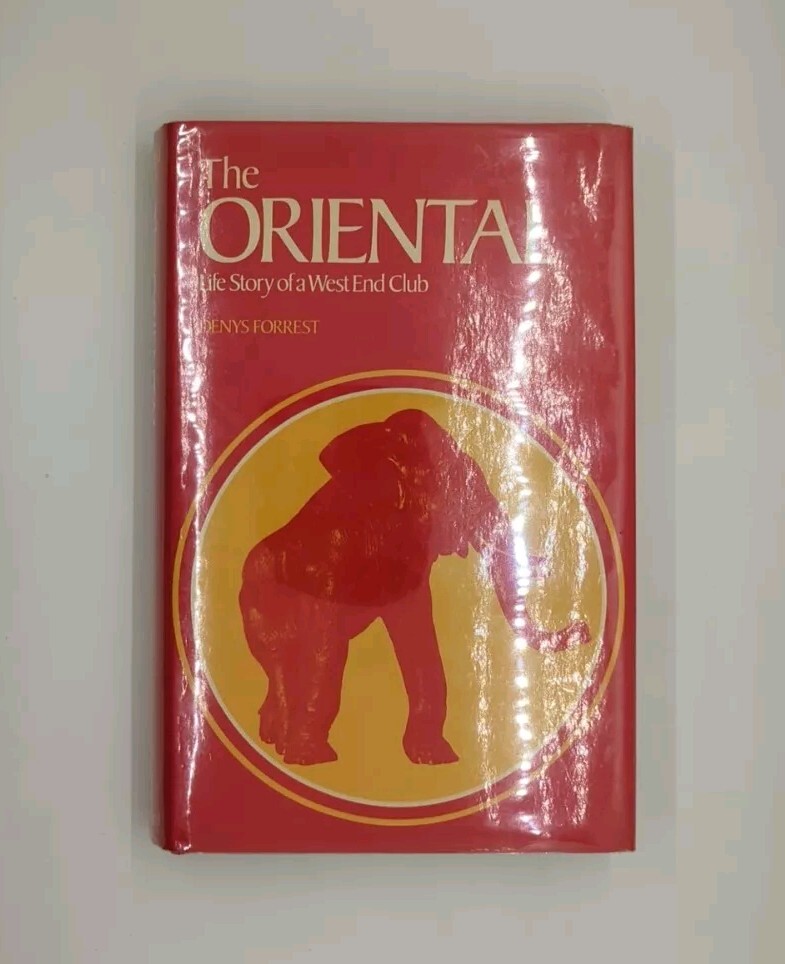 The
ORIENTAL
Life Story of a West End Club
DENYS FORREST